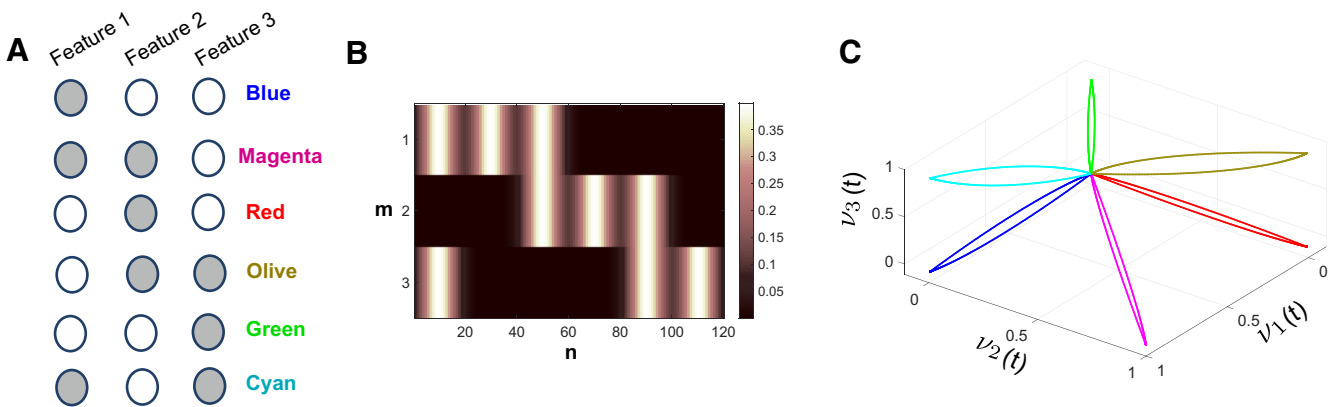 A
Feature 1
Feature 2
Feature 3
Blue
Magenta
Red
Olive
Green
Cyan
B
m
1
2
3
20
40
60
80
100
120
n
0.35
0.3
0.25
0.2
0.15
0.1
0.05
C
ν3(t)
1
0.5
0
0
0.5
1
ν2(t)
1
0.5
0
ν1(t)